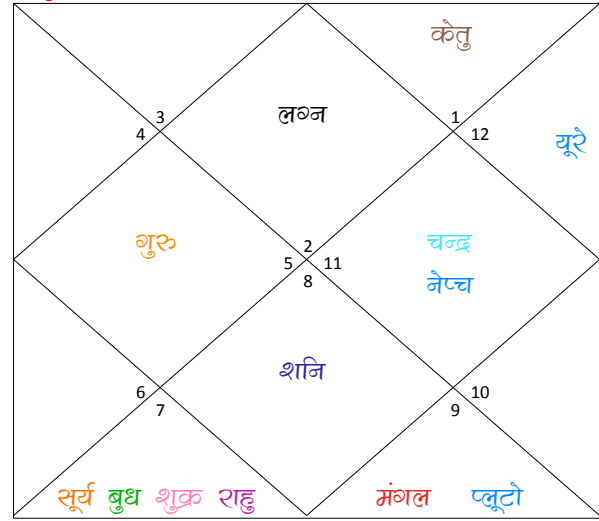 केतु
लग्न
3
1
4
12
यूरे
गुरु
चन्द्र
2
5
11
8
नेप्च
शनि
6
10
7
9
सूर्य बुध शुक्र राहु
मंगल प्लूटो